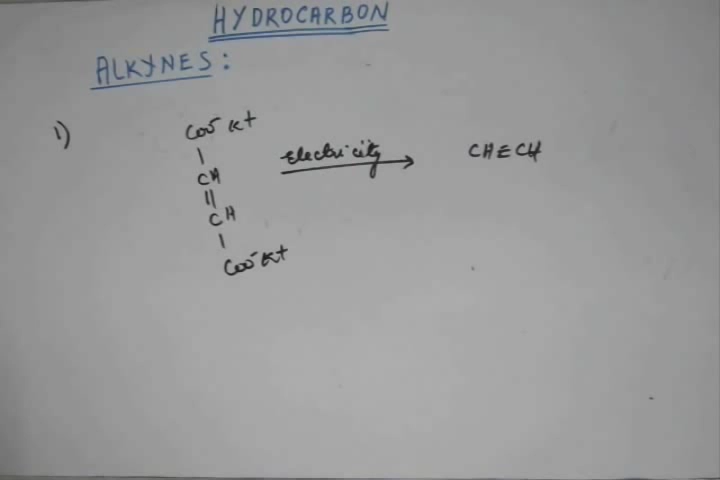 HYDROCARBON
ALKYNES :
1)
COO⁻ K+
|
CH
||
CH
|
COO⁻ K+
Electricity
CH≡CH